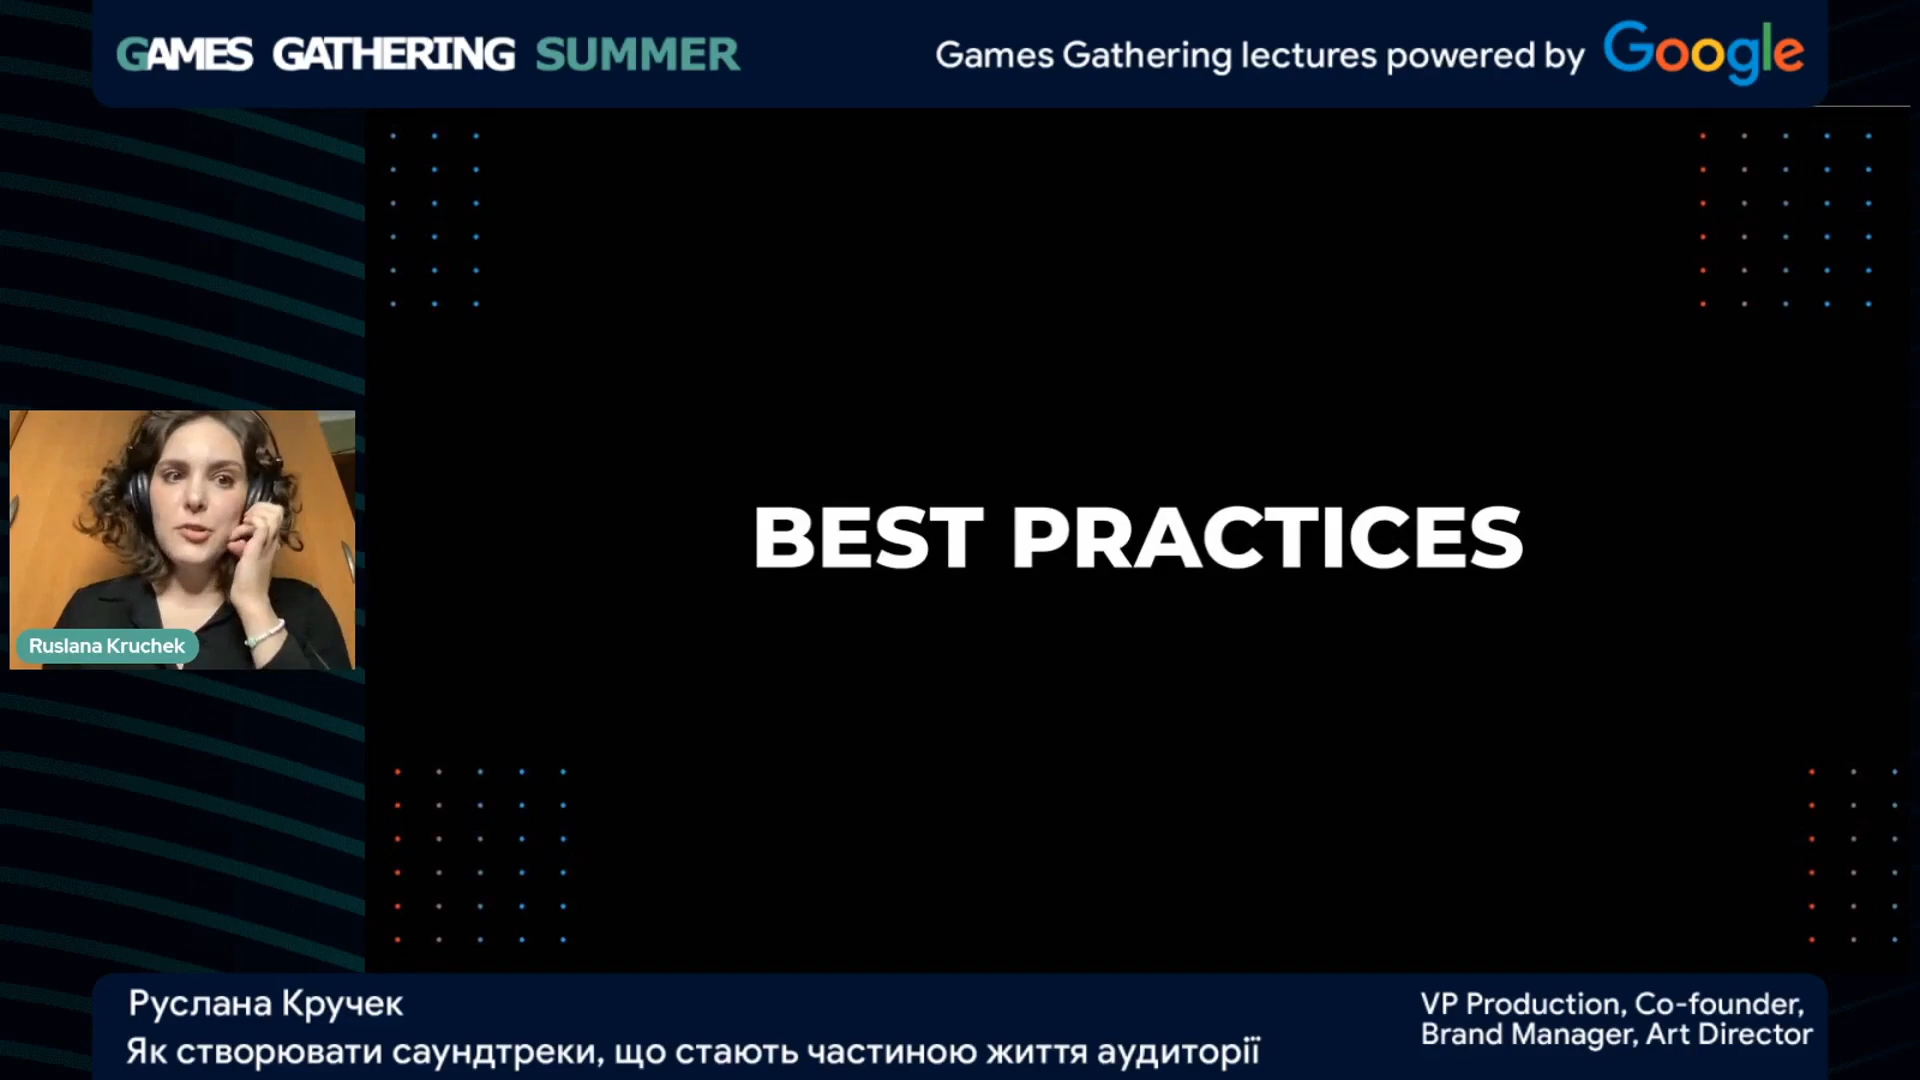 GAMES GATHERING SUMMER
Games Gathering lectures powered by Google
BEST PRACTICES
Ruslana Kruchek
Руслана Кручек
Як створювати саундтреки, що стають частиною життя аудиторії
VP Production, Co-founder,
Brand Manager, Art Director